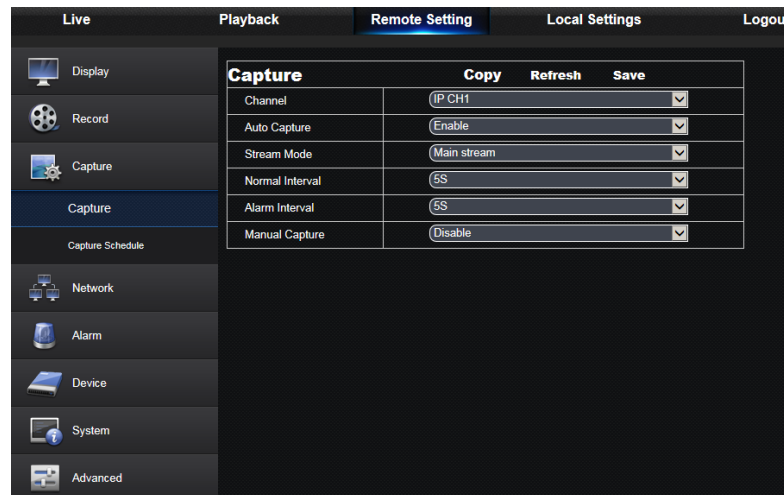 Live Playback Remote Setting Local Settings Logou
Display
Record
Capture
Capture
Capture Schedule
Network
Alarm
Device
System
Advanced
Capture Copy Refresh Save
Channel IP CH1
Auto Capture Enable
Stream Mode Main stream
Normal Interval 5S
Alarm Interval 5S
Manual Capture Disable